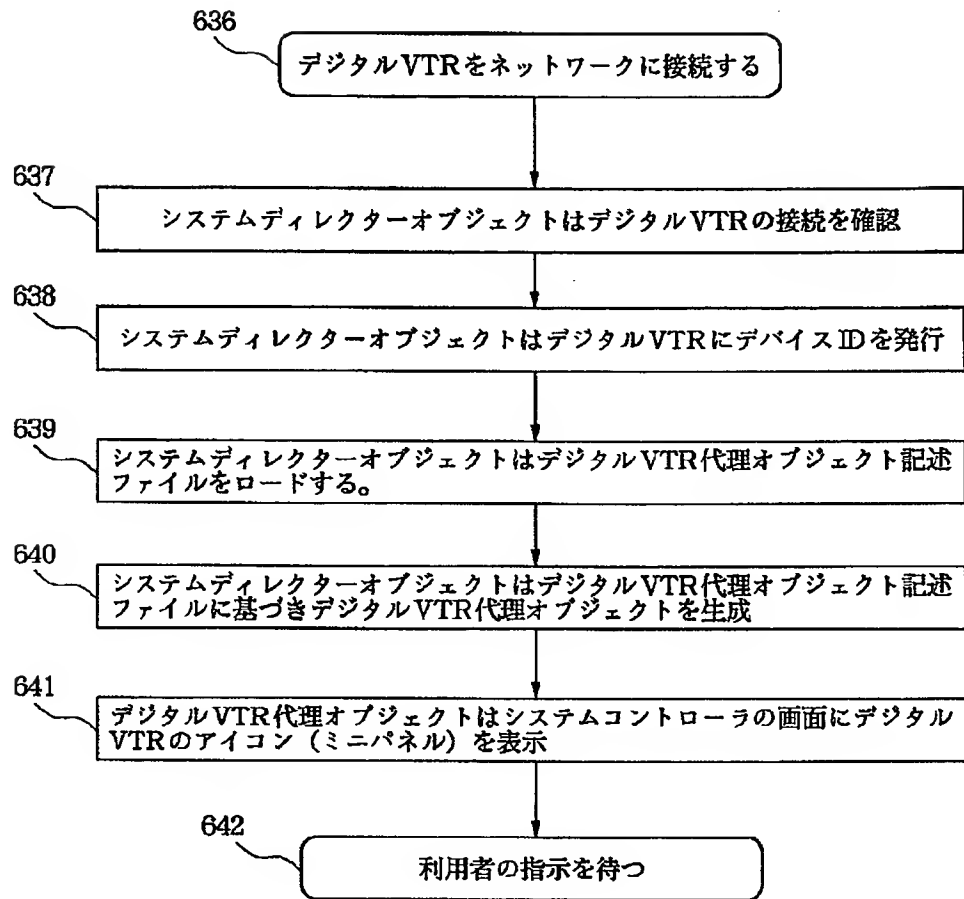 636
デジタルVTRをネットワークに接続する
637
システムディレクターオブジェクトはデジタルVTRの接続を確認
638
システムディレクターオブジェクトはデジタルVTRにデバイスIDを発行
639
システムディレクターオブジェクトはデジタルVTR代理オブジェクト記述
ファイルをロードする。
640
システムディレクターオブジェクトはデジタルVTR代理オブジェクト記述
ファイルに基づきデジタルVTR代理オブジェクトを生成
641
デジタルVTR代理オブジェクトはシステムコントローラの画面にデジタル
VTRのアイコン（ミニパネル）を表示
642
利用者の指示を待つ